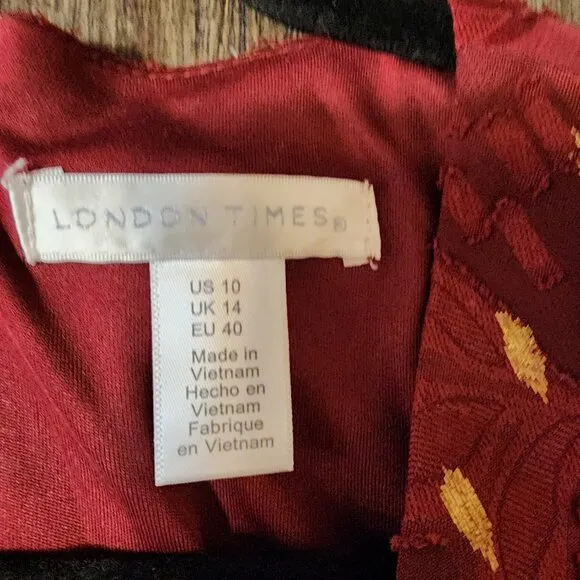 LONDON TIMES®
US 10
UK 14
EU 40
Made in
Vietnam
Hecho en
Vietnam
Fabrique
en Vietnam